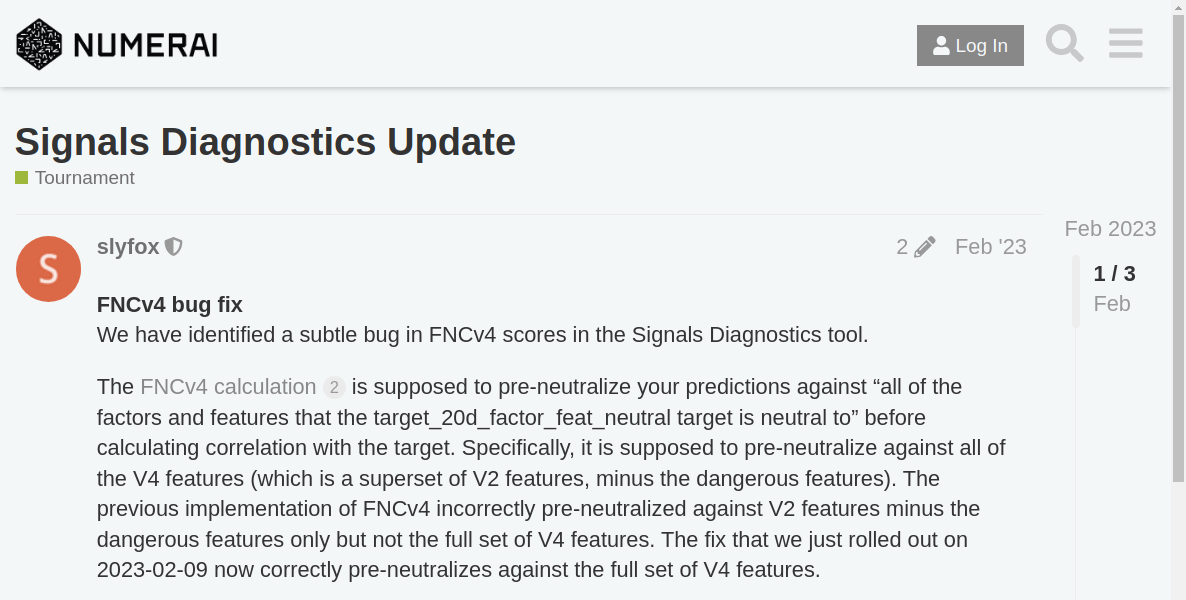 NUMERAI
Log In
Signals Diagnostics Update
Tournament
Feb 2023
S
slyfox
2
Feb '23
1 / 3
Feb
FNCv4 bug fix
We have identified a subtle bug in FNCv4 scores in the Signals Diagnostics tool.
The FNCv4 calculation 2 is supposed to pre-neutralize your predictions against “all of the
factors and features that the target_20d_factor_feat_neutral target is neutral to” before
calculating correlation with the target. Specifically, it is supposed to pre-neutralize against all of
the V4 features (which is a superset of V2 features, minus the dangerous features). The
previous implementation of FNCv4 incorrectly pre-neutralized against V2 features minus the
dangerous features only but not the full set of V4 features. The fix that we just rolled out on
2023-02-09 now correctly pre-neutralizes against the full set of V4 features.